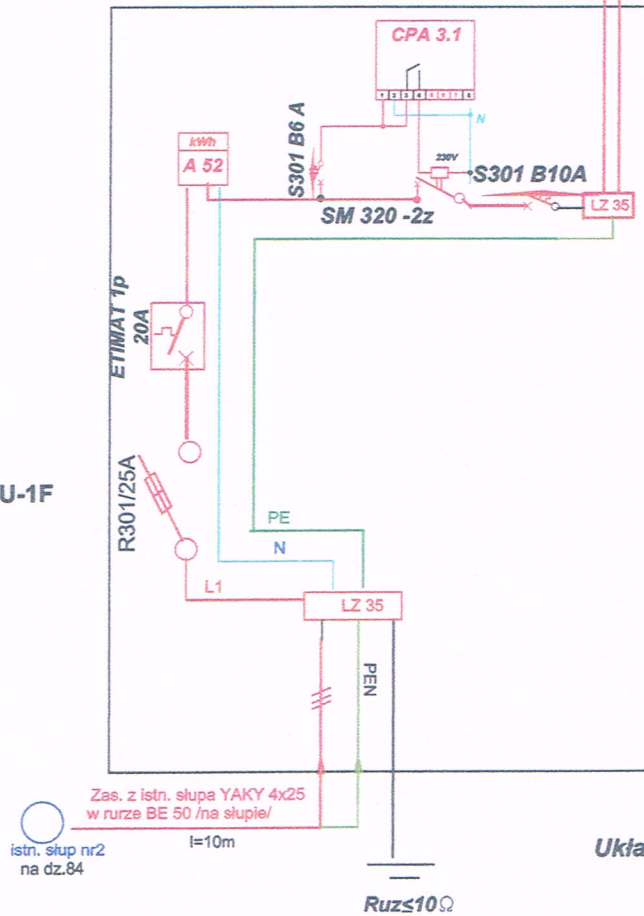 CPA 3.1
1 2 3 4 5 6 7 8
N
S301 B6 A
230V
S301 B10A
kWh
A 52
SM 320 -2z
LZ 35
ETIMAT 1p
20A
U-1F
R301/25A
PE
N
L1
LZ 35
PEN
Zas. z istn. słupa YAKY 4x25
w rurze BE 50 /na słupie/
l=10m
istn. słup nr2
na dz.84
Ukła
Ruz≤10Ω